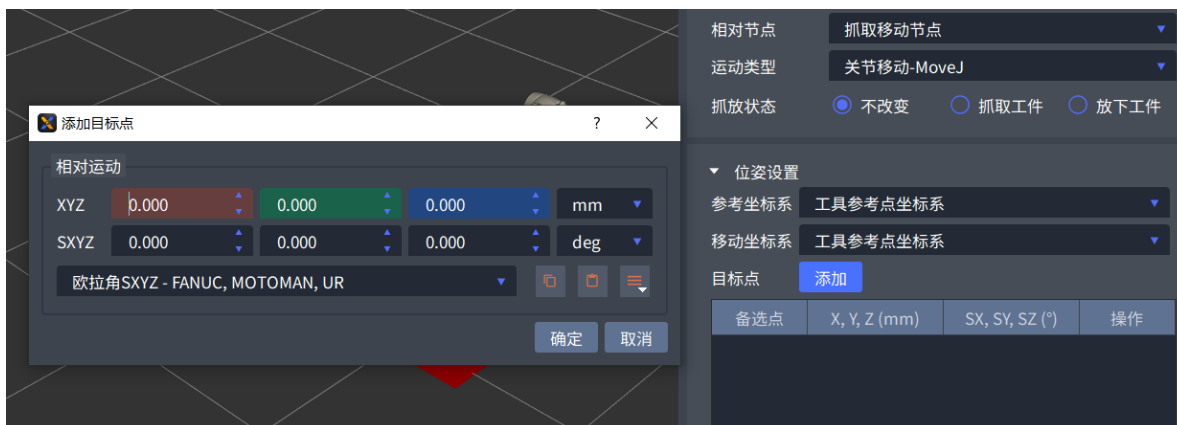 相对节点 抓取移动节点
运动类型 关节移动-MoveJ
抓放状态 不改变 抓取工件 放下工件
添加目标点 ?
相对运动
XYZ 0.000 0.000 0.000 mm
SXYZ 0.000 0.000 0.000 deg
欧拉角SXYZ - FANUC, MOTOMAN, UR
确定 取消
位姿设置
参考坐标系 工具参考点坐标系
移动坐标系 工具参考点坐标系
目标点 添加
备选点 X, Y, Z (mm) SX, SY, SZ (°) 操作